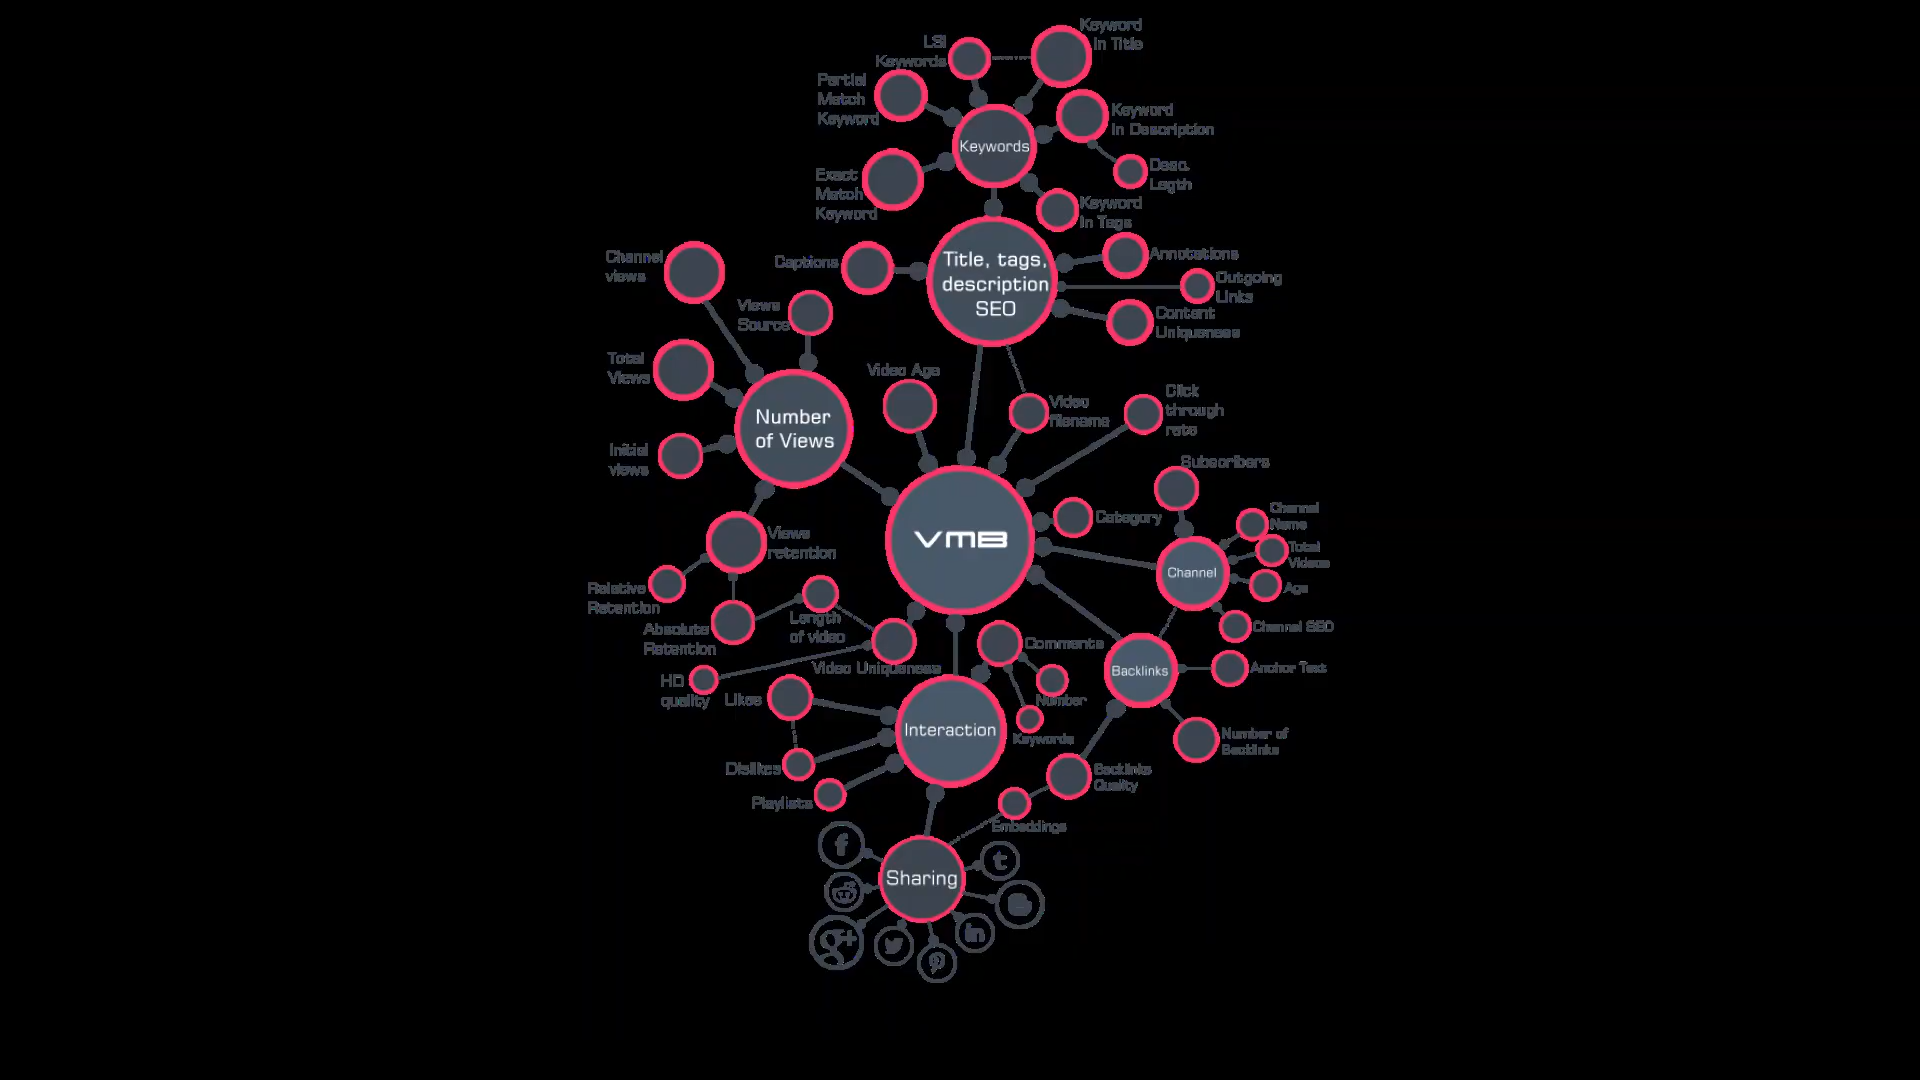 Keyword
In Title
LSI
Keywords
Partial
Match
Keyword
Keyword
In Description
Keywords
Desc.
Legth
Exact
Match
Keyword
Keyword
In Tags
Captions
Title, tags,
description
SEO
Annotations
Outgoing
Links
Content
Uniqueness
Channel
views
Views
Source
Total
Views
Number
of Views
Initial
views
Video Age
Video
filename
Click
through
rate
Subscribers
Category
VMB
Channel
Name
Total
Videos
Channel
Age
Channel SEO
Views
retention
Relative
Retention
Absolute
Retention
Length
of video
Video Uniqueness
HD
quality
Comments
Number
Keywords
Backlinks
Anchor Text
Number of
Backlinks
Backlinks
Quality
Embeddings
Likes
Interaction
Dislikes
Playlists
Sharing
f
t
g+
in